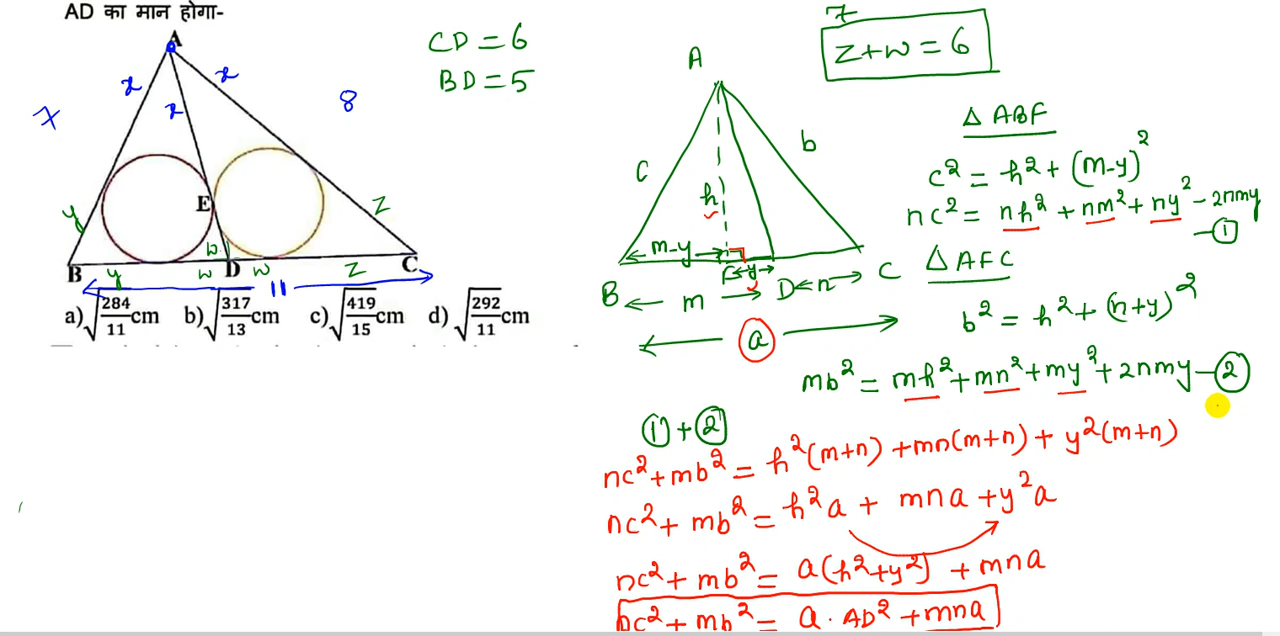 AD का मान होगा-
A
x
x
x
7
8
y
E
z
w
B
y
w
D
w
z
C
11
a) √284/11 cm b) √317/13 cm c) √419/15 cm d) √292/11 cm
CD = 6
BD = 5
z+w = 6
A
c
b
h
m-y
B
F
y
D
n
C
m
a
△ ABF
c² = h² + (m-y)²
nc² = nh² + nm² + ny² - 2nmy -①
△ AFC
b² = h² + (n+y)²
mb² = mh² + mn² + my² + 2nmy -②
① + ②
nc² + mb² = h²(m+n) + mn(m+n) + y²(m+n)
nc² + mb² = h²a + mna + y²a
nc² + mb² = a(h²+y²) + mna
nc² + mb² = a. AD² + mna